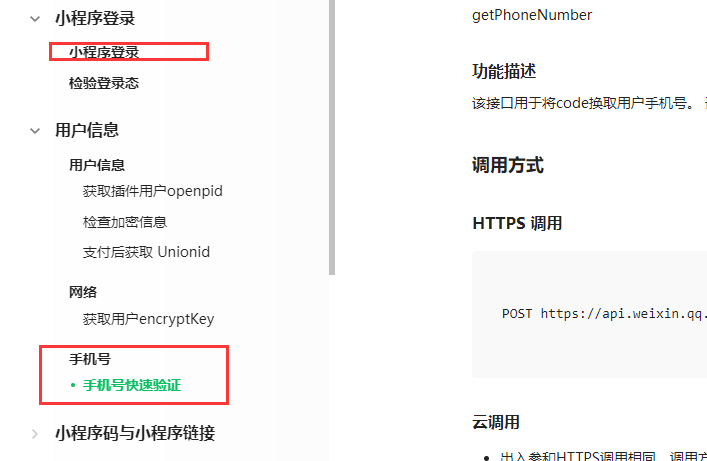 小程序登录
小程序登录
检验登录态
用户信息
用户信息
获取插件用户openpid
检查加密信息
支付后获取 Unionid
网络
获取用户encryptKey
手机号
• 手机号快速验证
小程序码与小程序链接
getPhoneNumber
功能描述
该接口用于将code换取用户手机号。
调用方式
HTTPS 调用
POST https://api.weixin.qq.
云调用
• 出入参和HTTPS调用相同，调用方